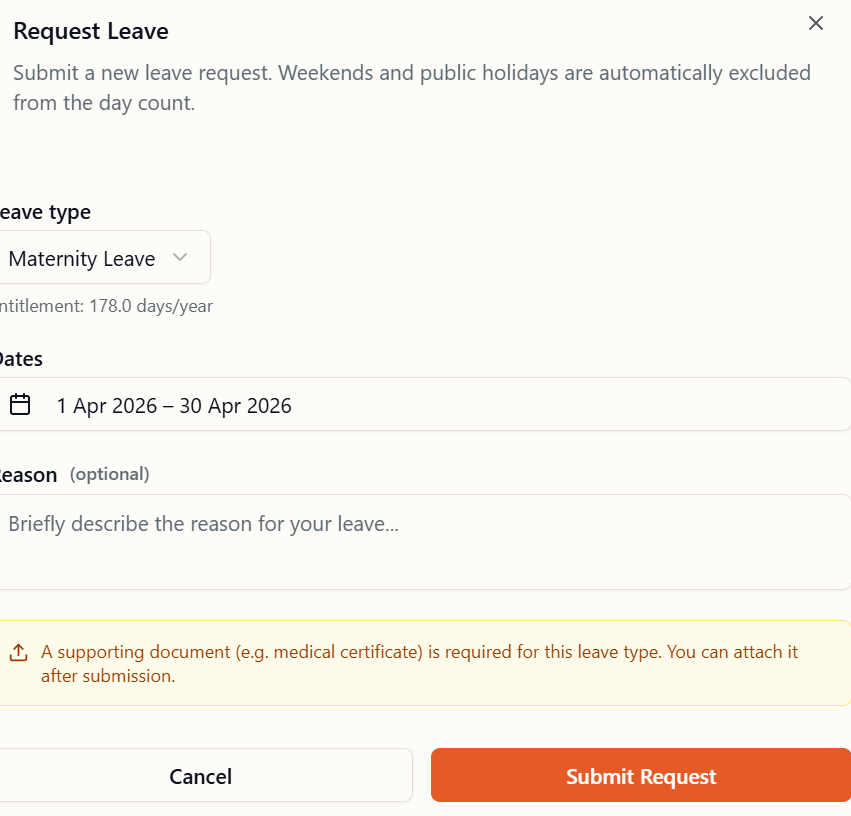 Request Leave
Submit a new leave request. Weekends and public holidays are automatically excluded
from the day count.
eave type
Maternity Leave
ntitlement: 178.0 days/year
Dates
1 Apr 2026 – 30 Apr 2026
Reason (optional)
Briefly describe the reason for your leave...
A supporting document (e.g. medical certificate) is required for this leave type. You can attach it
after submission.
Cancel
Submit Request